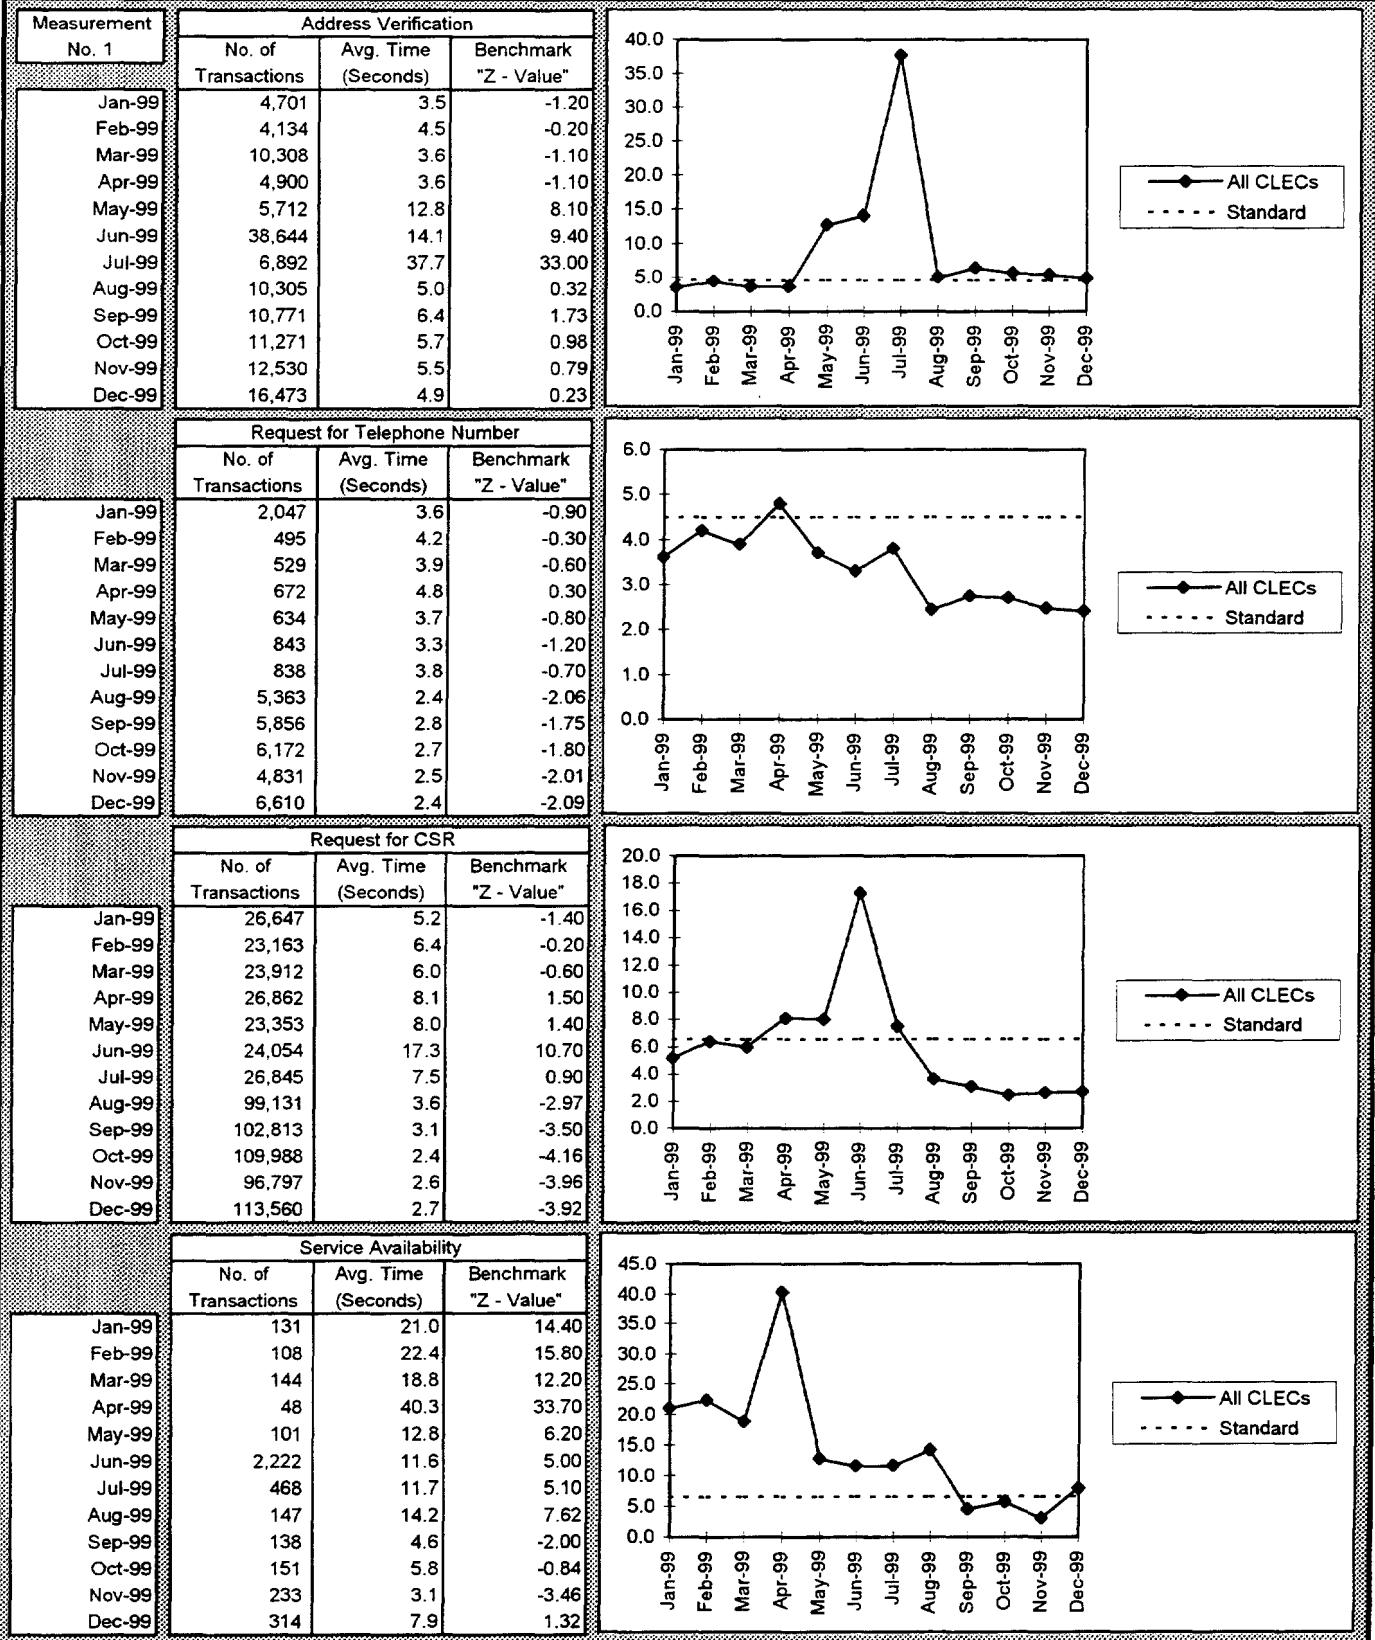 Measurement
No. 1
Address Verification
No. of Transactions Avg. Time (Seconds) Benchmark "Z - Value"
Jan-99 4,701 3.5 -1.20
Feb-99 4,134 4.5 -0.20
Mar-99 10,308 3.6 -1.10
Apr-99 4,900 3.6 -1.10
May-99 5,712 12.8 8.10
Jun-99 38,644 14.1 9.40
Jul-99 6,892 37.7 33.00
Aug-99 10,305 5.0 0.32
Sep-99 10,771 6.4 1.73
Oct-99 11,271 5.7 0.98
Nov-99 12,530 5.5 0.79
Dec-99 16,473 4.9 0.23
40.0
35.0
30.0
25.0
20.0
15.0
10.0
5.0
0.0
Jan-99 Feb-99 Mar-99 Apr-99 May-99 Jun-99 Jul-99 Aug-99 Sep-99 Oct-99 Nov-99 Dec-99
All CLECs
Standard
Request for Telephone Number
No. of Transactions Avg. Time (Seconds) Benchmark "Z - Value"
Jan-99 2,047 3.6 -0.90
Feb-99 495 4.2 -0.30
Mar-99 529 3.9 -0.60
Apr-99 672 4.8 0.30
May-99 634 3.7 -0.80
Jun-99 843 3.3 -1.20
Jul-99 838 3.8 -0.70
Aug-99 5,363 2.4 -2.06
Sep-99 5,856 2.8 -1.75
Oct-99 6,172 2.7 -1.80
Nov-99 4,831 2.5 -2.01
Dec-99 6,610 2.4 -2.09
6.0
5.0
4.0
3.0
2.0
1.0
0.0
Jan-99 Feb-99 Mar-99 Apr-99 May-99 Jun-99 Jul-99 Aug-99 Sep-99 Oct-99 Nov-99 Dec-99
All CLECs
Standard
Request for CSR
No. of Transactions Avg. Time (Seconds) Benchmark "Z - Value"
Jan-99 26,647 5.2 -1.40
Feb-99 23,163 6.4 -0.20
Mar-99 23,912 6.0 -0.60
Apr-99 26,862 8.1 1.50
May-99 23,353 8.0 1.40
Jun-99 24,054 17.3 10.70
Jul-99 26,845 7.5 0.90
Aug-99 99,131 3.6 -2.97
Sep-99 102,813 3.1 -3.50
Oct-99 109,988 2.4 -4.16
Nov-99 96,797 2.6 -3.96
Dec-99 113,560 2.7 -3.92
20.0
18.0
16.0
14.0
12.0
10.0
8.0
6.0
4.0
2.0
0.0
Jan-99 Feb-99 Mar-99 Apr-99 May-99 Jun-99 Jul-99 Aug-99 Sep-99 Oct-99 Nov-99 Dec-99
All CLECs
Standard
Service Availability
No. of Transactions Avg. Time (Seconds) Benchmark "Z - Value"
Jan-99 131 21.0 14.40
Feb-99 108 22.4 15.80
Mar-99 144 18.8 12.20
Apr-99 48 40.3 33.70
May-99 101 12.8 6.20
Jun-99 2,222 11.6 5.00
Jul-99 468 11.7 5.10
Aug-99 147 14.2 7.62
Sep-99 138 4.6 -2.00
Oct-99 151 5.8 -0.84
Nov-99 233 3.1 -3.46
Dec-99 314 7.9 1.32
45.0
40.0
35.0
30.0
25.0
20.0
15.0
10.0
5.0
0.0
Jan-99 Feb-99 Mar-99 Apr-99 May-99 Jun-99 Jul-99 Aug-99 Sep-99 Oct-99 Nov-99 Dec-99
All CLECs
Standard